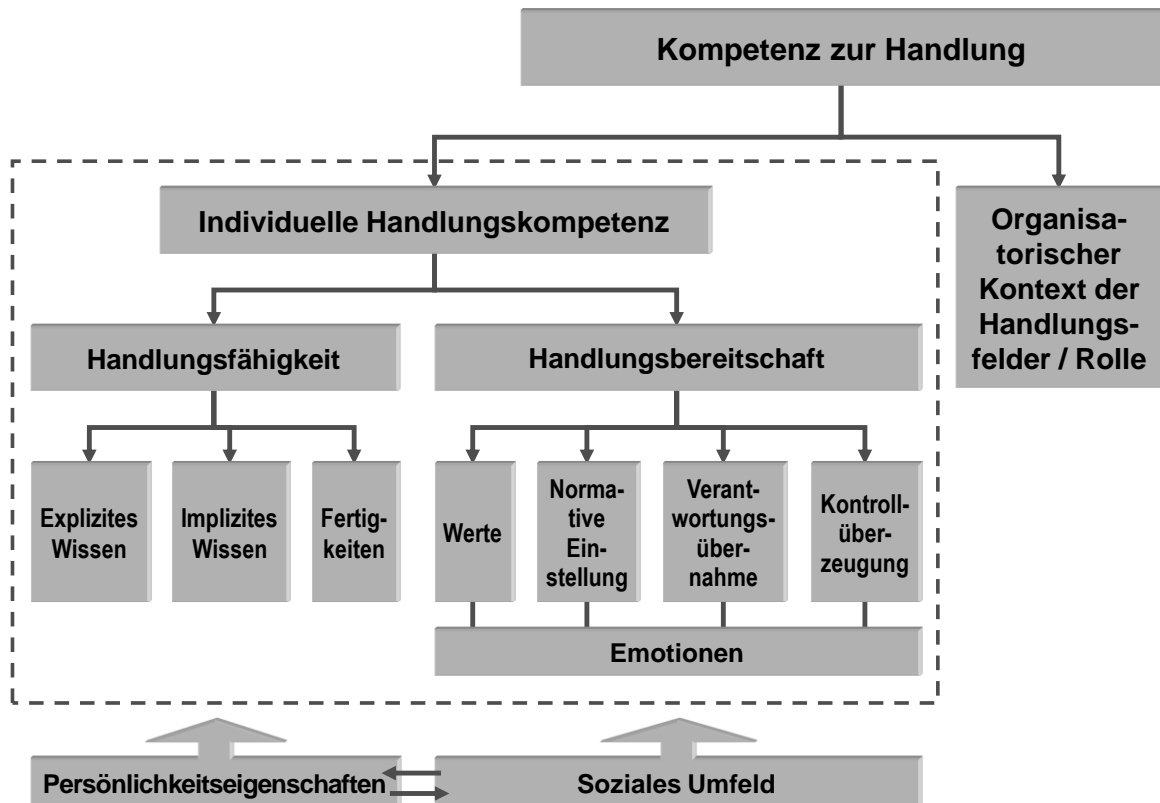 Kompetenz zur Handlung
Individuelle Handlungskompetenz
Organisa-
torischer
Kontext der
Handlungs-
felder / Rolle
Handlungsfähigkeit
Handlungsbereitschaft
Explizites
Wissen
Implizites
Wissen
Fertig-
keiten
Werte
Norma-
tive
Ein-
stellung
Verant-
wortungs-
über-
nahme
Kontroll-
über-
zeugung
Emotionen
Persönlichkeitseigenschaften
Soziales Umfeld